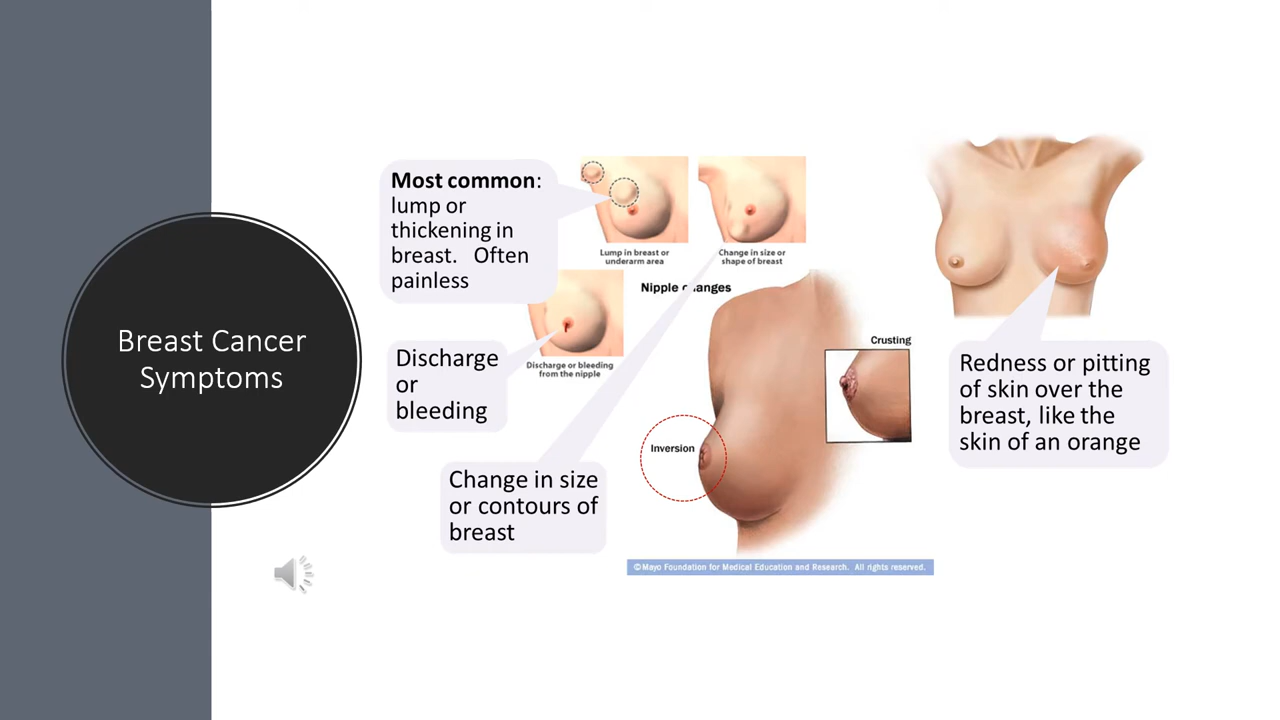 Breast Cancer
Symptoms
Most common:
lump or
thickening in
breast. Often
painless
Lump in breast or
underarm area
Change in size or
shape of breast
Discharge
or
bleeding
Discharge or bleeding
from the nipple
Change in size
or contours of
breast
Nipple changes
Inversion
Crusting
Redness or pitting
of skin over the
breast, like the
skin of an orange
©Mayo Foundation for Medical Education and Research. All rights reserved.